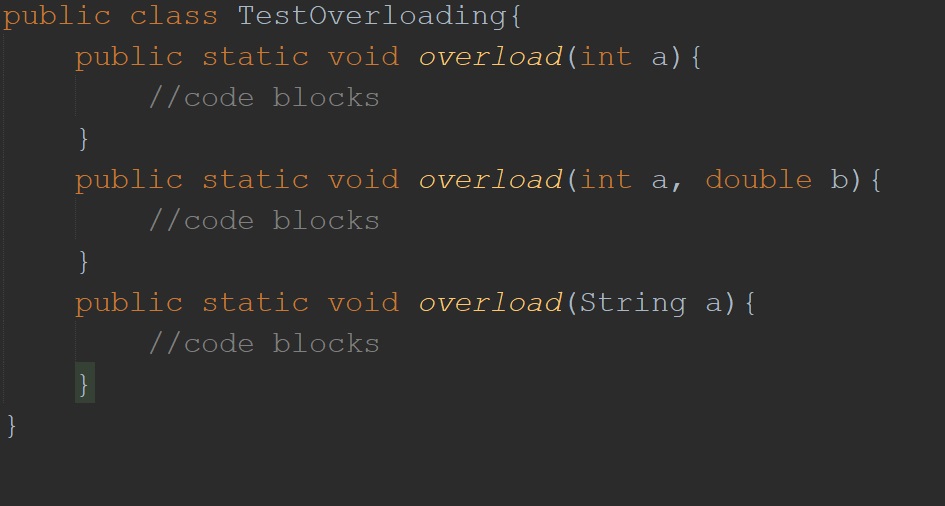 public class TestOverloading{
public static void overload(int a){
//code blocks
}
public static void overload(int a, double b){
//code blocks
}
public static void overload(String a){
//code blocks
}
}